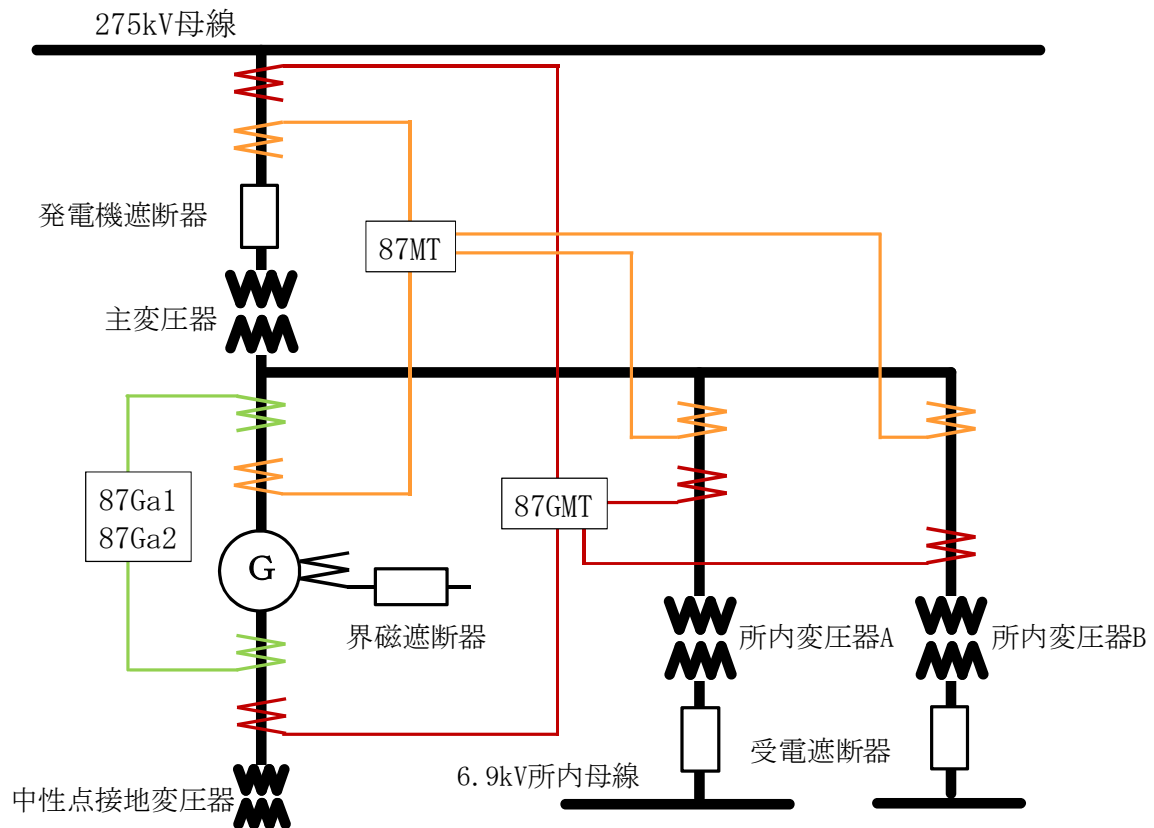 275kV母線
発電機遮断器
87MT
主変圧器
87Ga1
87Ga2
87GMT
G
界磁遮断器
所内変圧器A
所内変圧器B
受電遮断器
6.9kV所内母線
中性点接地変圧器